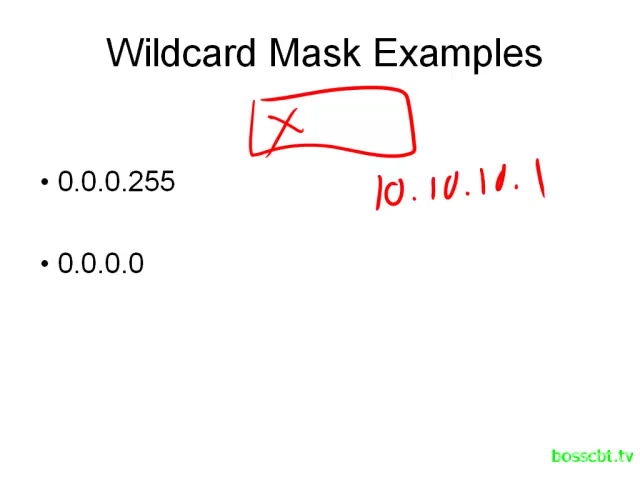 Wildcard Mask Examples
X
• 0.0.0.255
10.10.10.1
• 0.0.0.0
bosscbt.tv